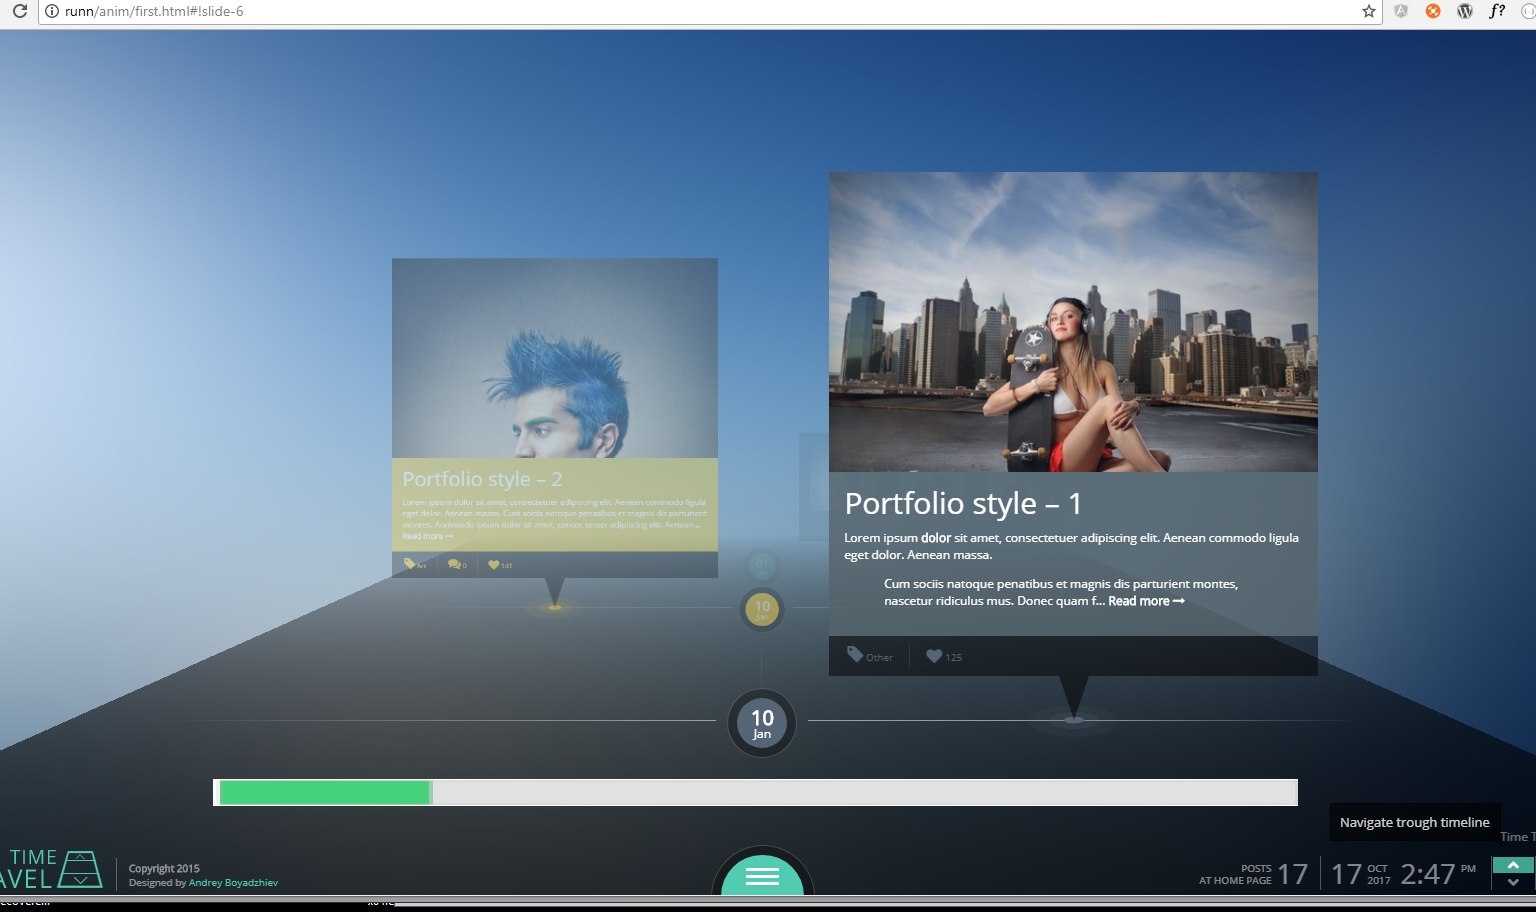 runn/anim/first.html#!slide-6
f?
Portfolio style – 2
Lorem ipsum dolor sit amet, consectetuer adipiscing elit. Aenean commodo ligula
eget dolor. Aenean massa. Cum sociis natoque penatibus et magnis dis parturient
montes. Aommodo ipsum dolor sit amet, consec tetuer adipiscing elit. Aenean...
Read more
Art
0
141
Portfolio style – 1
Lorem ipsum dolor sit amet, consectetuer adipiscing elit. Aenean commodo ligula
eget dolor. Aenean massa.
Cum sociis natoque penatibus et magnis dis parturient montes,
nascetur ridiculus mus. Donec quam f... Read more
Other
125
01
10
Jan
10
Jan
Navigate trough timeline
Time T
TIME
AVEL
Copyright 2015
Designed by Andrey Boyadzhiev
POSTS
AT HOME PAGE
17
17
OCT
2017
2:47
PM